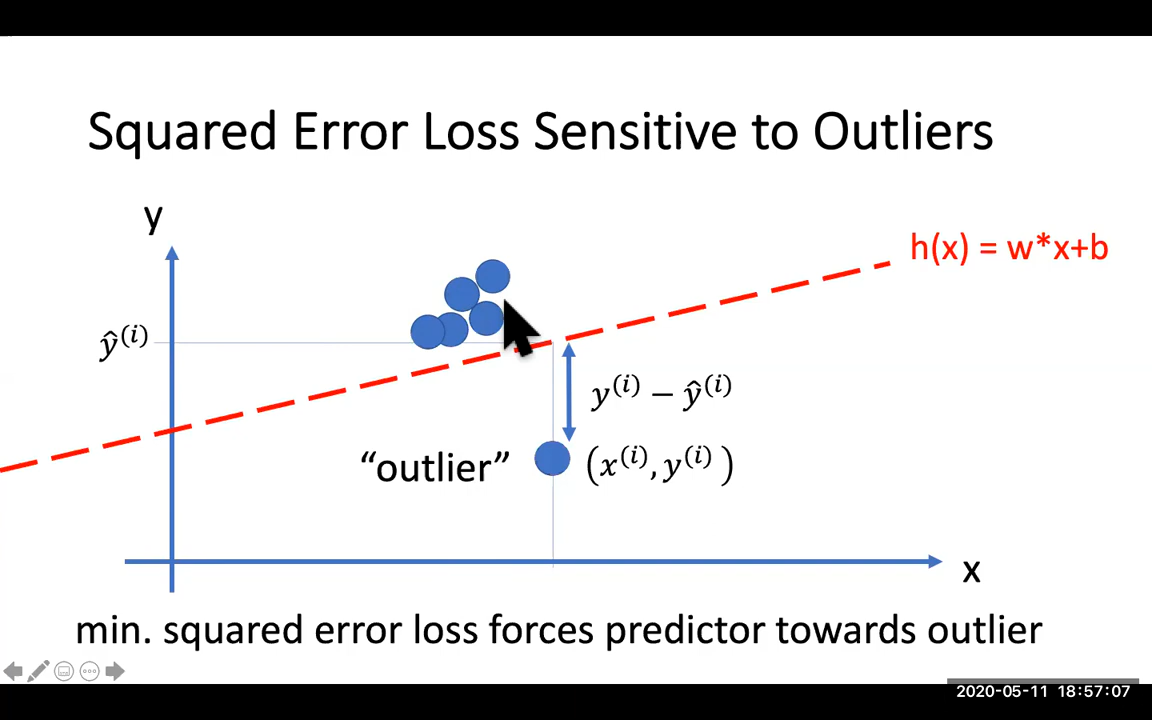 Squared Error Loss Sensitive to Outliers
y
h(x) = w*x+b
ŷ⁽ⁱ⁾
y⁽ⁱ⁾ − ŷ⁽ⁱ⁾
“outlier”
(x⁽ⁱ⁾, y⁽ⁱ⁾ )
x
min. squared error loss forces predictor towards outlier
2020-05-11 18:57:07